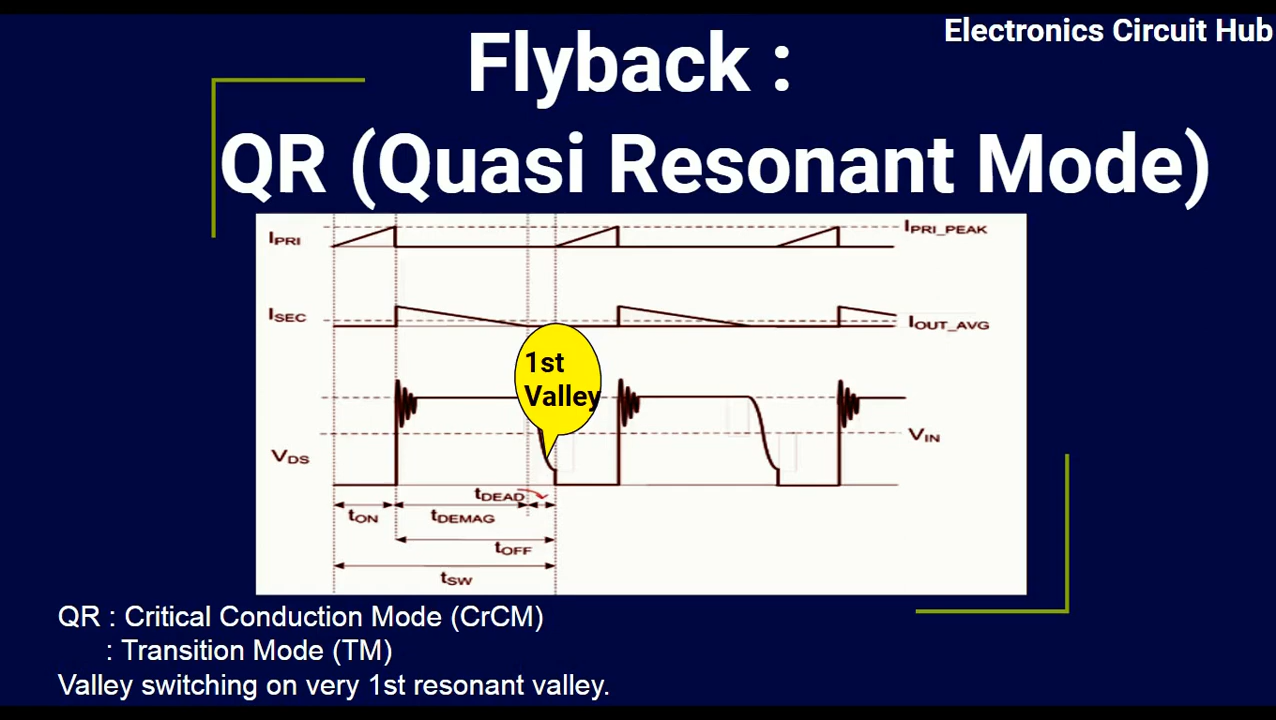 Electronics Circuit Hub
Flyback :
QR (Quasi Resonant Mode)
IPRI
IPRI_PEAK
ISEC
IOUT_AVG
1st
Valley
VIN
VDS
tDEAD
tON
tDEMAG
tOFF
tSW
QR : Critical Conduction Mode (CrCM)
: Transition Mode (TM)
Valley switching on very 1st resonant valley.